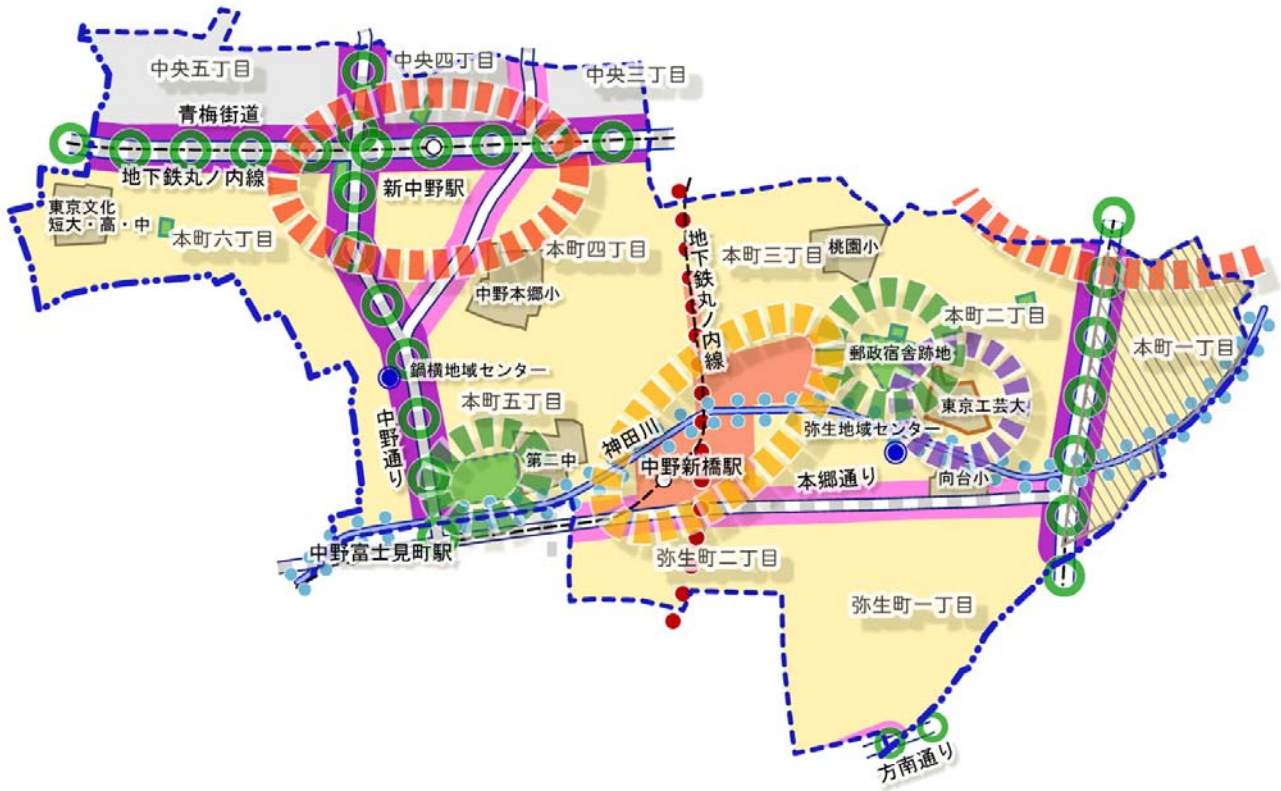 中央五丁目
中央四丁目
中央三丁目
青梅街道
地下鉄丸ノ内線
新中野駅
東京文化
短大・高・中
本町六丁目
本町四丁目
中野本郷小
地下鉄丸ノ内線
本町三丁目
桃園小
本町二丁目
本町一丁目
郵政宿舎跡地
鍋横地域センター
本町五丁目
東京工芸大
中野通り
神田川
弥生地域センター
第二中
中野新橋駅
本郷通り
向台小
中野富士見町駅
弥生町二丁目
弥生町一丁目
方南通り